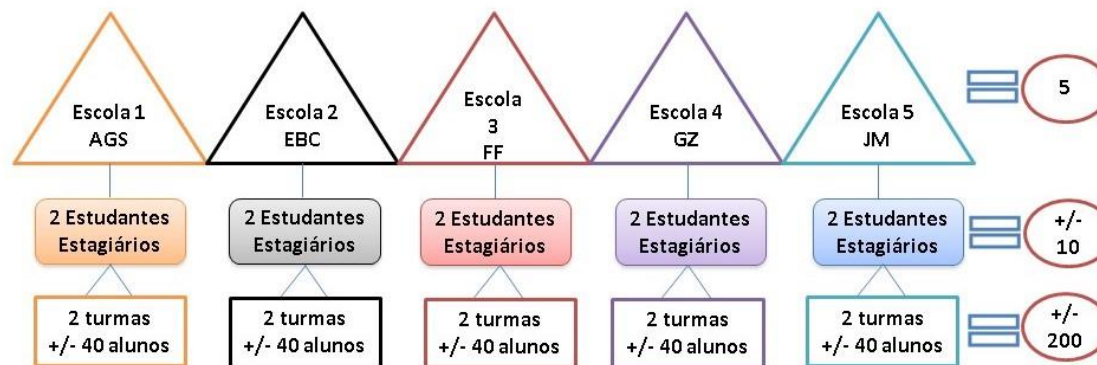 Escola 1
AGS
Escola 2
EBC
Escola
3
FF
Escola 4
GZ
Escola 5
JM
5
2 Estudantes
Estagiários
2 Estudantes
Estagiários
2 Estudantes
Estagiários
2 Estudantes
Estagiários
2 Estudantes
Estagiários
+/-
10
2 turmas
+/- 40 alunos
2 turmas
+/- 40 alunos
2 turmas
+/- 40 alunos
2 turmas
+/- 40 alunos
2 turmas
+/- 40 alunos
+/-
200